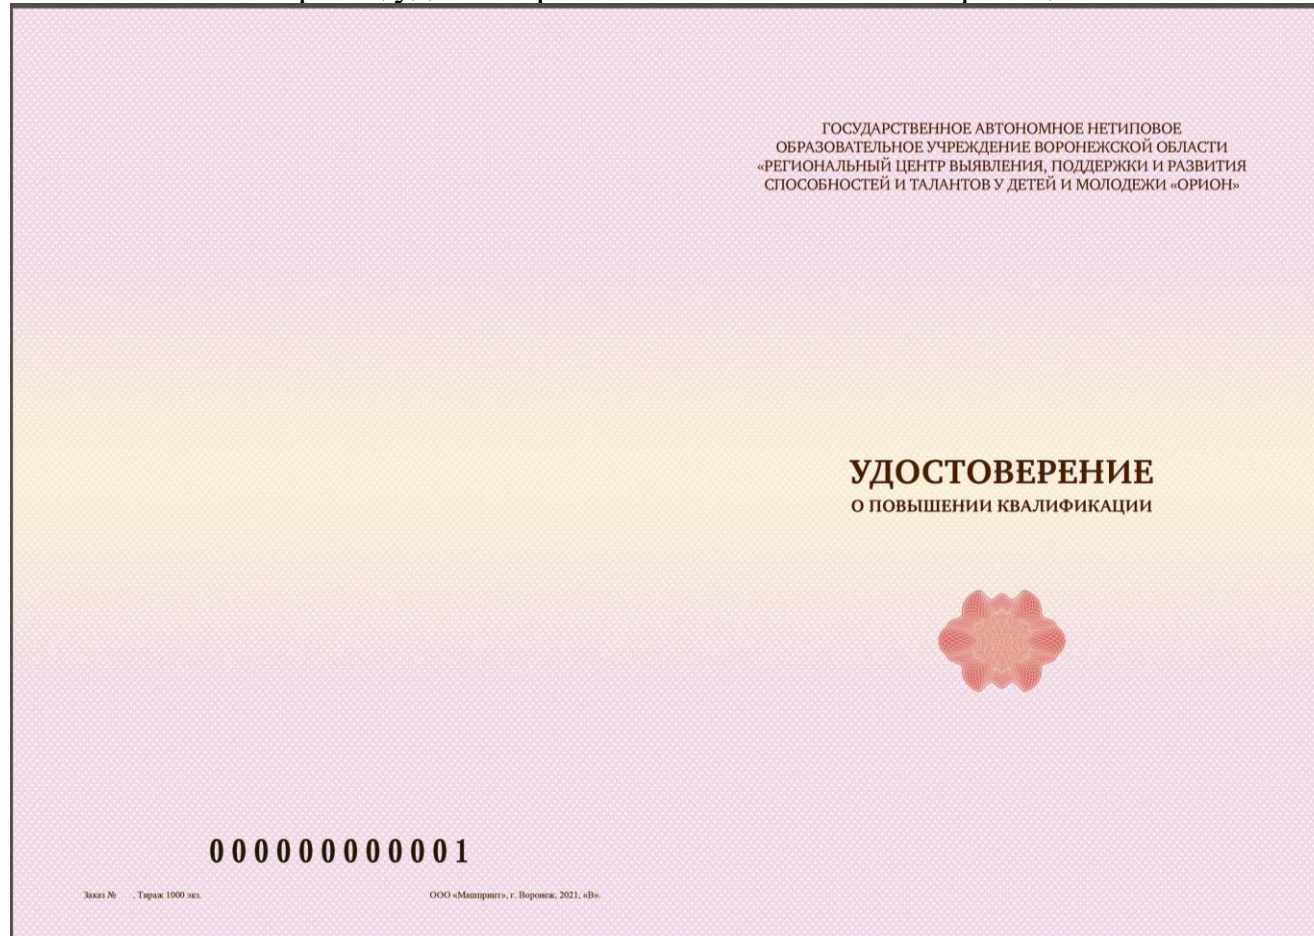 ГОСУДАРСТВЕННОЕ АВТОНОМНОЕ НЕТИПОВОЕ
ОБРАЗОВАТЕЛЬНОЕ УЧРЕЖДЕНИЕ ВОРОНЕЖСКОЙ ОБЛАСТИ
«РЕГИОНАЛЬНЫЙ ЦЕНТР ВЫЯВЛЕНИЯ, ПОДДЕРЖКИ И РАЗВИТИЯ
СПОСОБНОСТЕЙ И ТАЛАНТОВ У ДЕТЕЙ И МОЛОДЕЖИ «ОРИОН»
УДОСТОВЕРЕНИЕ
О ПОВЫШЕНИИ КВАЛИФИКАЦИИ
000000000001
Заказ № . Тираж 1000 экз.
ООО «Машпринт», г. Воронеж, 2021, «В».